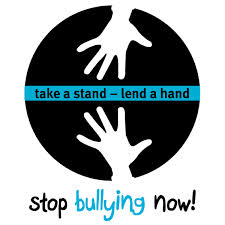 take a stand – lend a hand
stop bullying now!